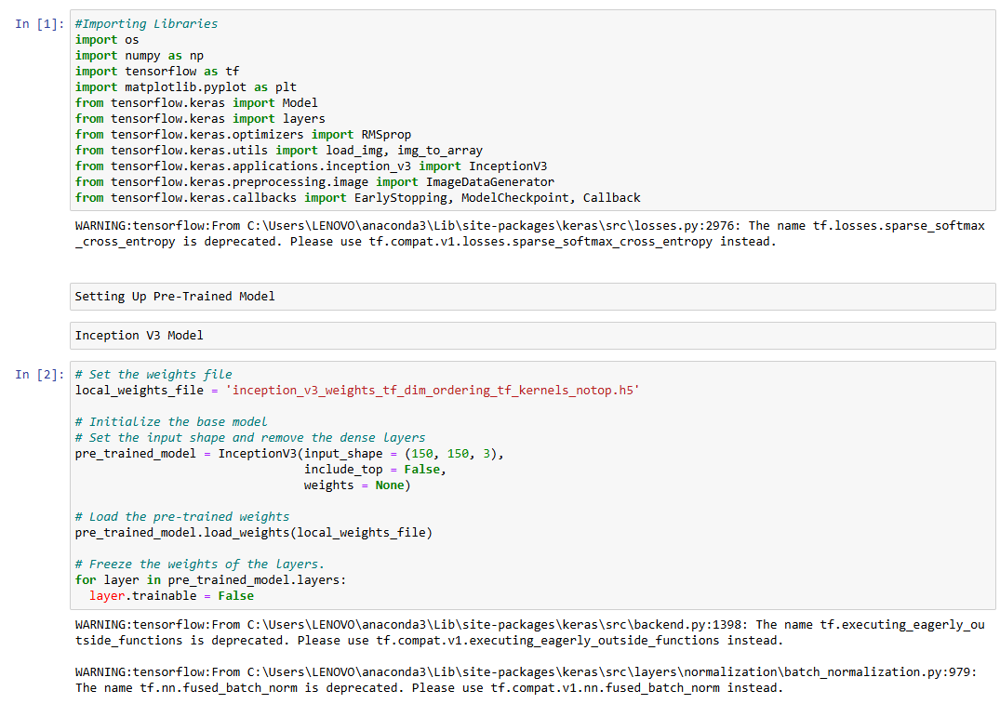 In [1]: #Importing Libraries
import os
import numpy as np
import tensorflow as tf
import matplotlib.pyplot as plt
from tensorflow.keras import Model
from tensorflow.keras import layers
from tensorflow.keras.optimizers import RMSprop
from tensorflow.keras.utils import load_img, img_to_array
from tensorflow.keras.applications.inception_v3 import InceptionV3
from tensorflow.keras.preprocessing.image import ImageDataGenerator
from tensorflow.keras.callbacks import EarlyStopping, ModelCheckpoint, Callback
WARNING:tensorflow:From C:\Users\LENOVO\anaconda3\Lib\site-packages\keras\src\losses.py:2976: The name tf.losses.sparse_softmax
_cross_entropy is deprecated. Please use tf.compat.v1.losses.sparse_softmax_cross_entropy instead.
Setting Up Pre-Trained Model
Inception V3 Model
In [2]: # Set the weights file
local_weights_file = 'inception_v3_weights_tf_dim_ordering_tf_kernels_notop.h5'
# Initialize the base model
# Set the input shape and remove the dense layers
pre_trained_model = InceptionV3(input_shape = (150, 150, 3),
include_top = False,
weights = None)
# Load the pre-trained weights
pre_trained_model.load_weights(local_weights_file)
# Freeze the weights of the layers.
for layer in pre_trained_model.layers:
layer.trainable = False
WARNING:tensorflow:From C:\Users\LENOVO\anaconda3\Lib\site-packages\keras\src\backend.py:1398: The name tf.executing_eagerly_ou
tside_functions is deprecated. Please use tf.compat.v1.executing_eagerly_outside_functions instead.
WARNING:tensorflow:From C:\Users\LENOVO\anaconda3\Lib\site-packages\keras\src\layers\normalization\batch_normalization.py:979:
The name tf.nn.fused_batch_norm is deprecated. Please use tf.compat.v1.nn.fused_batch_norm instead.